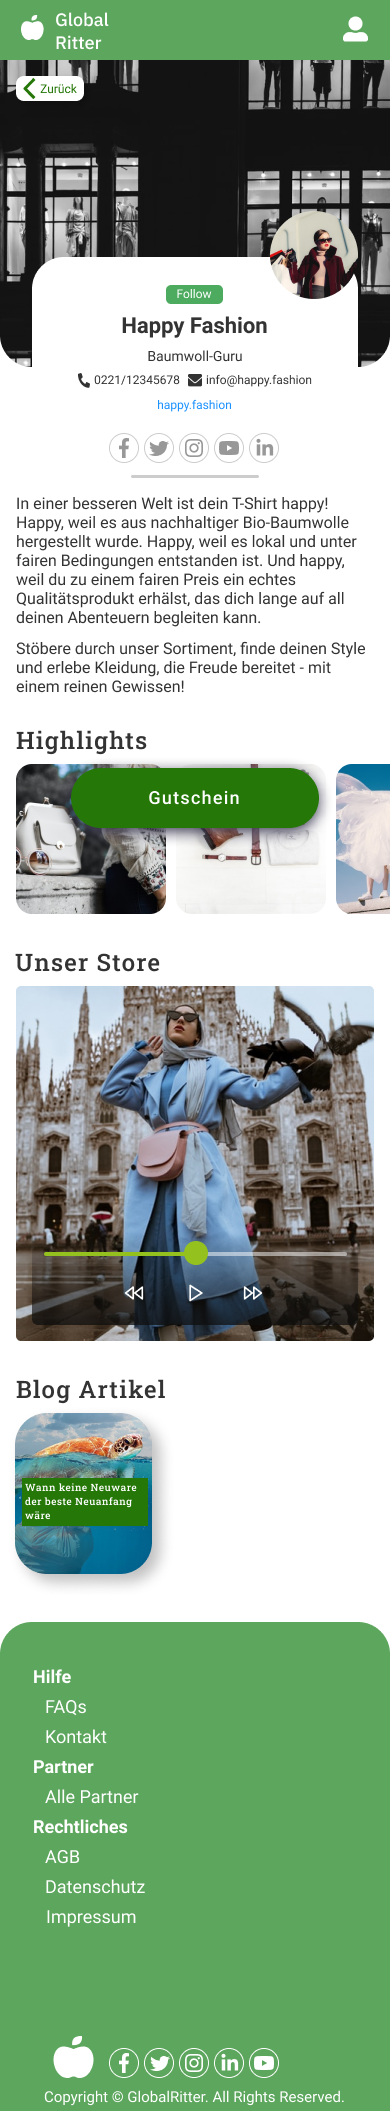 Global
Ritter
Zurück
Follow
Happy Fashion
Baumwoll-Guru
0221/12345678 info@happy.fashion
happy.fashion
In einer besseren Welt ist dein T-Shirt happy!
Happy, weil es aus nachhaltiger Bio-Baumwolle
hergestellt wurde. Happy, weil es lokal und unter
fairen Bedingungen entstanden ist. Und happy,
weil du zu einem fairen Preis ein echtes
Qualitätsprodukt erhälst, das dich lange auf all
deinen Abenteuern begleiten kann.
Stöbere durch unser Sortiment, finde deinen Style
und erlebe Kleidung, die Freude bereitet - mit
einem reinen Gewissen!
Highlights
Gutschein
Unser Store
Blog Artikel
Wann keine Neuware
der beste Neuanfang
wäre
Hilfe
FAQs
Kontakt
Partner
Alle Partner
Rechtliches
AGB
Datenschutz
Impressum
Copyright © GlobalRitter. All Rights Reserved.